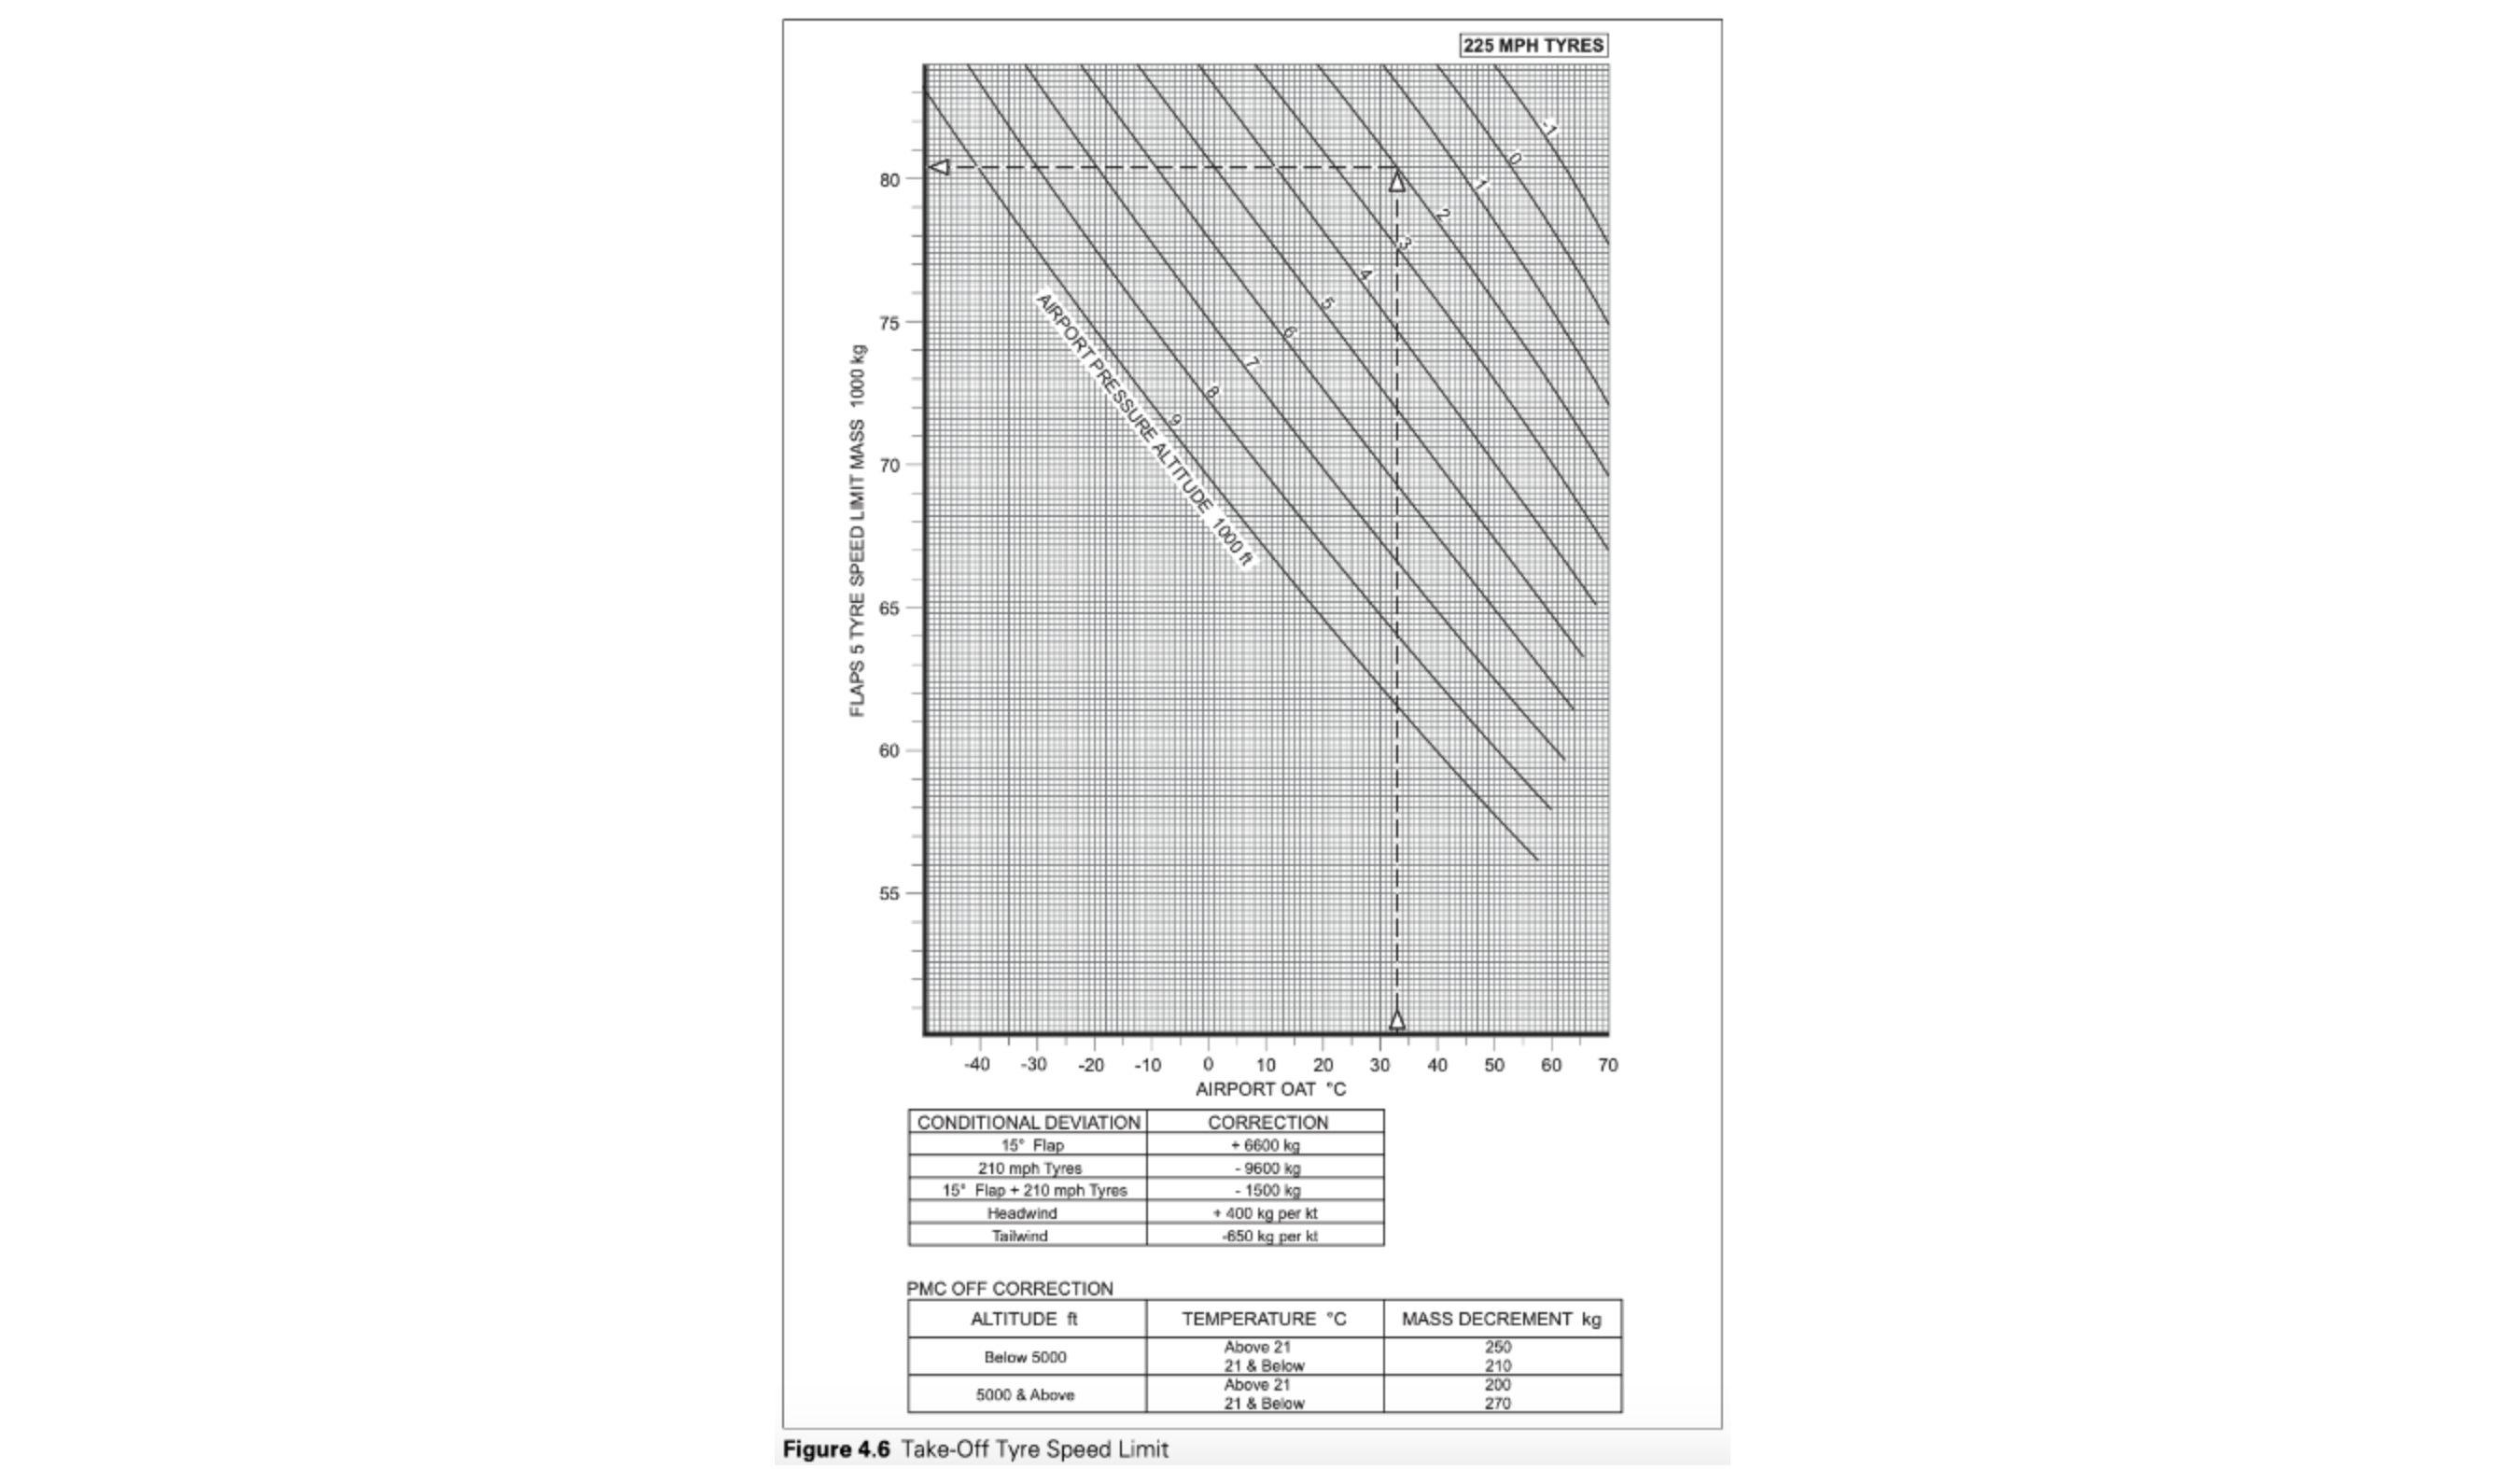 225 MPH TYRES
-1
0
1
2
3
4
5
6
7
8
9
AIRPORT PRESSURE ALTITUDE 1000 ft
FLAPS 5 TYRE SPEED LIMIT MASS 1000 kg
80
75
70
65
60
55
-40 -30 -20 -10 0 10 20 30 40 50 60 70
AIRPORT OAT °C
CONDITIONAL DEVIATION CORRECTION
15° Flap + 6600 kg
210 mph Tyres - 9600 kg
15° Flap + 210 mph Tyres - 1500 kg
Headwind + 400 kg per kt
Tailwind -650 kg per kt
PMC OFF CORRECTION
ALTITUDE ft TEMPERATURE °C MASS DECREMENT kg
Below 5000 Above 21 250
21 & Below 210
5000 & Above Above 21 200
21 & Below 270
Figure 4.6 Take-Off Tyre Speed Limit